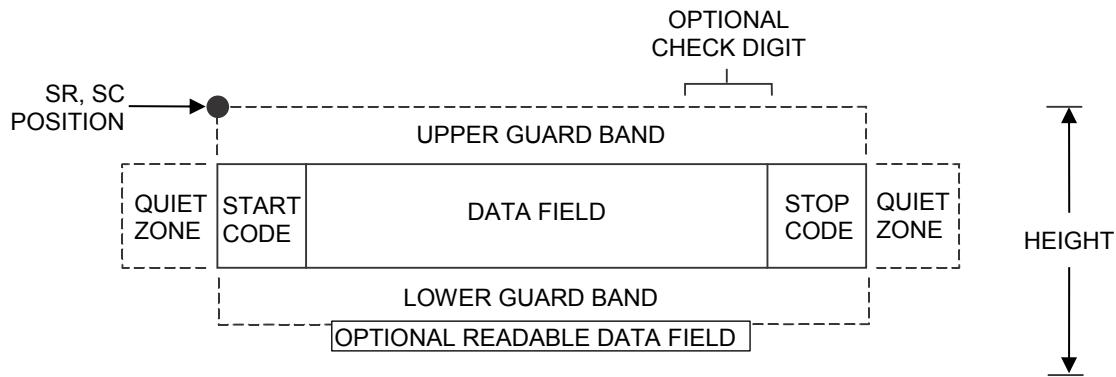 OPTIONAL
CHECK DIGIT
SR, SC
POSITION
UPPER GUARD BAND
QUIET
ZONE
START
CODE
DATA FIELD
STOP
CODE
QUIET
ZONE
HEIGHT
LOWER GUARD BAND
OPTIONAL READABLE DATA FIELD